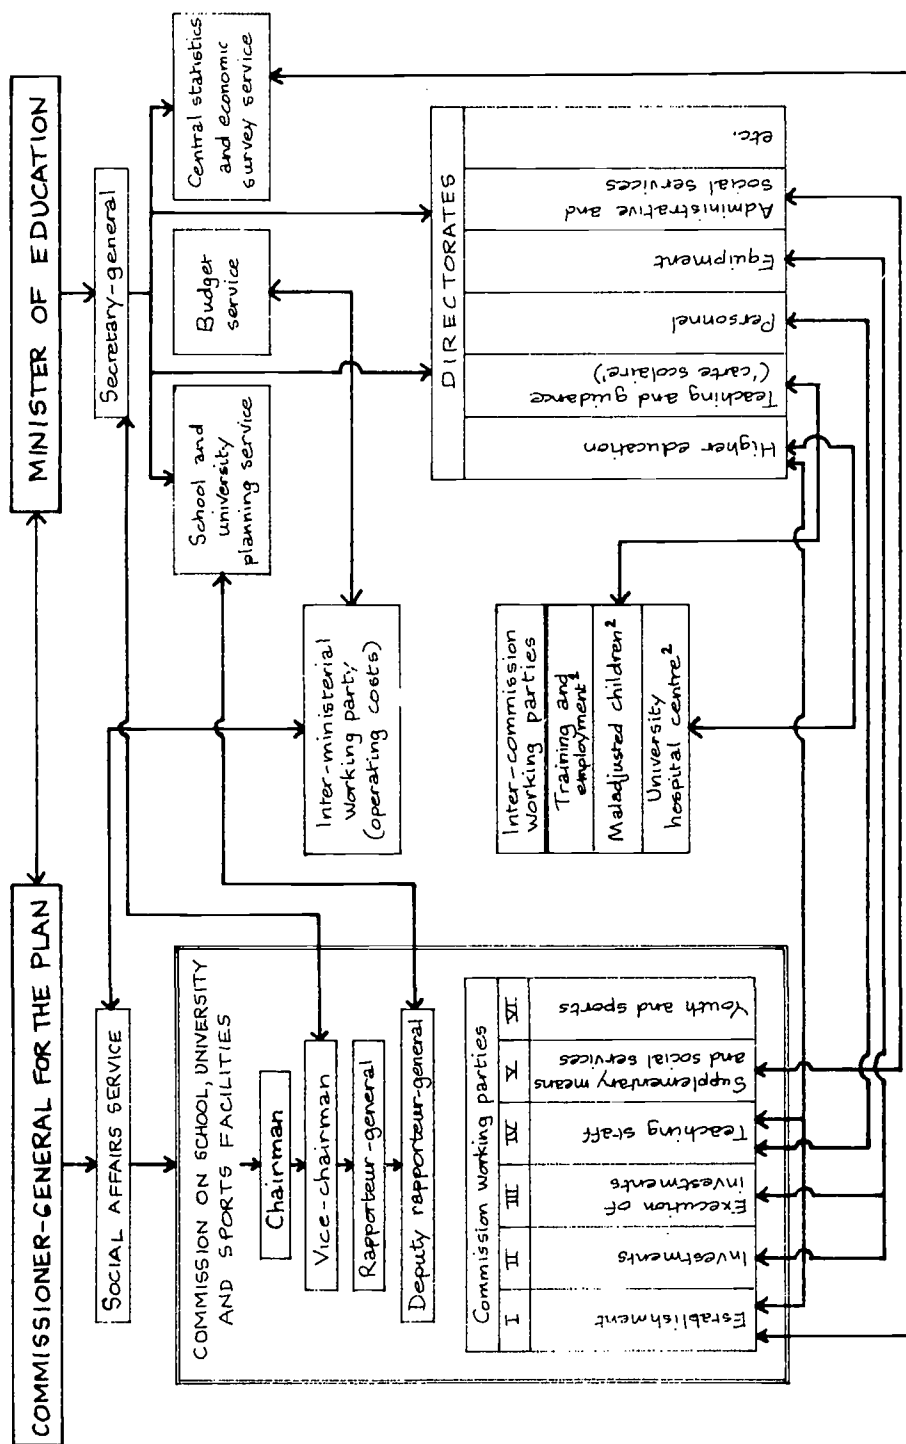 COMMISSIONER-GENERAL FOR THE PLAN
MINISTER OF EDUCATION
SOCIAL AFFAIRS SERVICE
Secretary-general
COMMISSION ON SCHOOL, UNIVERSITY
AND SPORTS FACILITIES
Chairman
Vice-chairman
Rapporteur-general
Deputy rapporteur-general
School and
university
planning service
Budget
service
Central statistics
and economic
survey service
Inter-ministerial
working party
(operating costs)
Commission working parties
I
II
III
IV
V
VI
Establishment
Investments
Execution of
investments
Teaching staff
Supplementary means
and social services
Youth and sports
Inter-commission
working parties
Training and
employment¹
Maladjusted children²
University
hospital centre²
DIRECTORATES
Higher education
Teaching and guidance
('carte scolaire')
Personnel
Equipment
Administrative and
social services
etc.